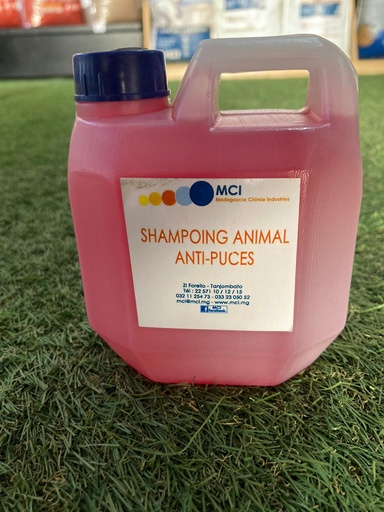 MCI
Madagascar Chimie Industries
SHAMPOING ANIMAL
ANTI-PUCES
ZI Forello - Tanjombato
Tél : 22 571 10 / 12 / 15
032 11 254 73 - 033 23 050 52
mci@mci.mg - www.mci.mg
f MCI